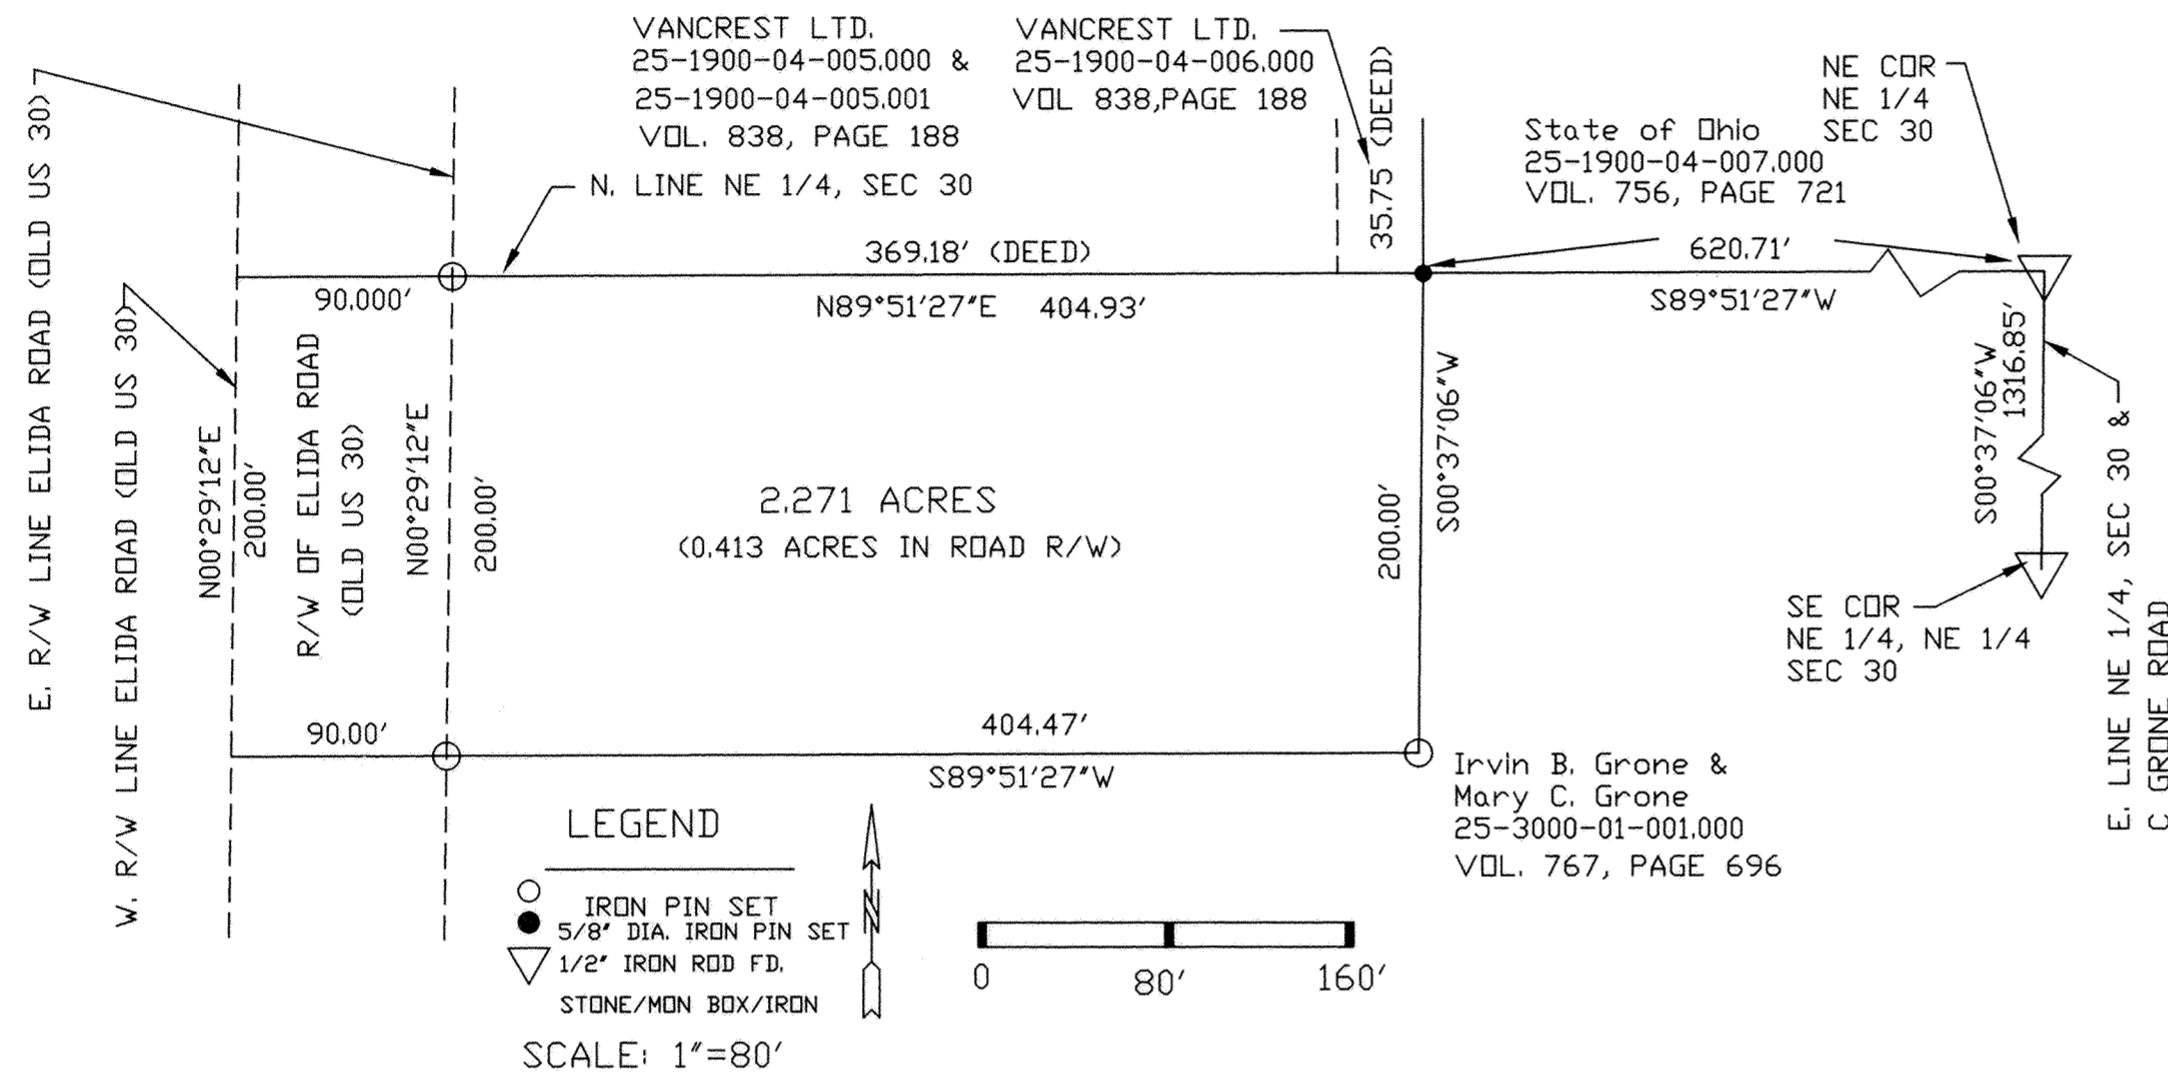 VANCREST LTD.
25-1900-04-005.000 &
25-1900-04-005.001
VOL. 838, PAGE 188
VANCREST LTD.
25-1900-04-006.000
VOL 838,PAGE 188
35.75 (DEED)
NE COR
NE 1/4
SEC 30
State of Ohio
25-1900-04-007.000
VOL. 756, PAGE 721
N. LINE NE 1/4, SEC 30
E. R/W LINE ELIDA ROAD (OLD US 30)
W. R/W LINE ELIDA ROAD (OLD US 30)
369.18' (DEED)
620.71'
90.000'
N89°51'27"E 404.93'
S89°51'27"W
N00°29'12"E
200.00'
R/W OF ELIDA ROAD
(OLD US 30)
N00°29'12"E
200.00'
2.271 ACRES
(0.413 ACRES IN ROAD R/W)
200.00'
S00°37'06"W
S00°37'06"W
1316.85'
E. LINE NE 1/4, SEC 30 &
C GRONE ROAD
SE COR
NE 1/4, NE 1/4
SEC 30
90.00'
404.47'
S89°51'27"W
Irvin B. Grone &
Mary C. Grone
25-3000-01-001.000
VOL. 767, PAGE 696
LEGEND
IRON PIN SET
5/8" DIA. IRON PIN SET
1/2" IRON ROD FD.
STONE/MON BOX/IRON
N
0 80' 160'
SCALE: 1"=80'